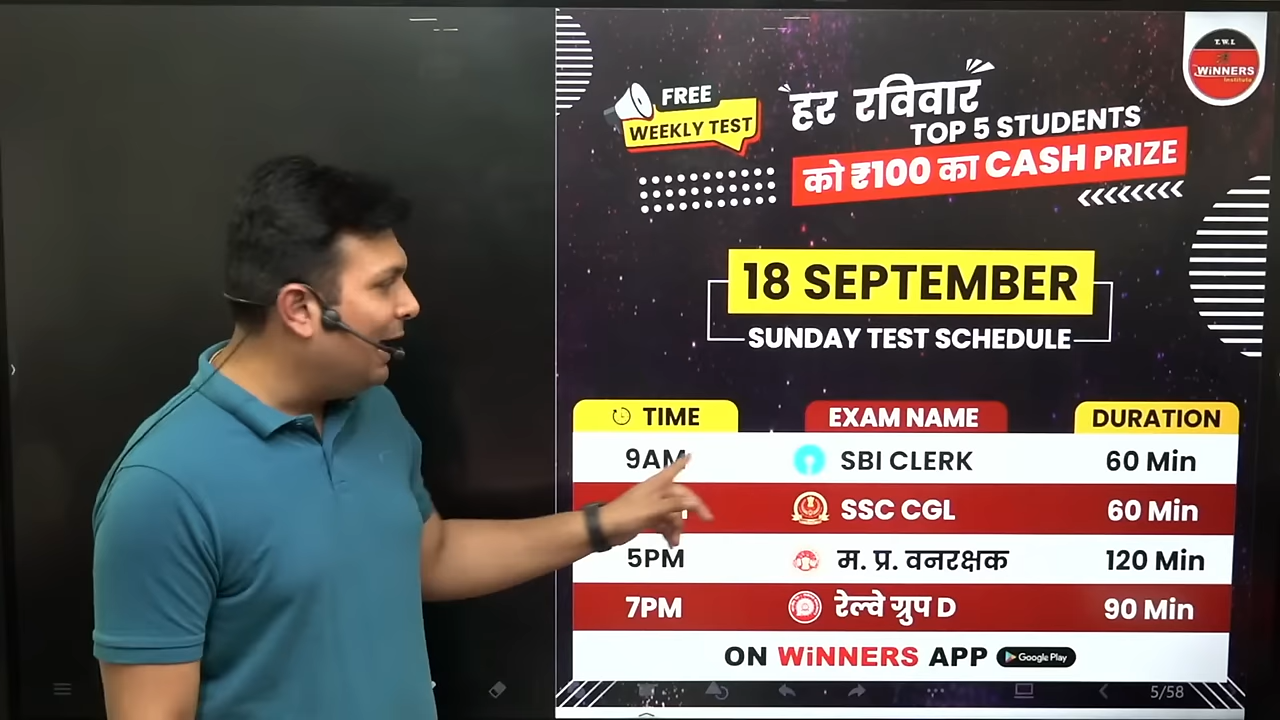 T.W.I.
WiNNERS
Institute
FREE
WEEKLY TEST
हर रविवार
TOP 5 STUDENTS
को ₹100 का CASH PRIZE
18 SEPTEMBER
SUNDAY TEST SCHEDULE
TIME EXAM NAME DURATION
9AM SBI CLERK 60 Min
SSC CGL 60 Min
5PM म. प्र. वनरक्षक 120 Min
7PM रेल्वे ग्रुप D 90 Min
ON WiNNERS APP Google Play
5/58